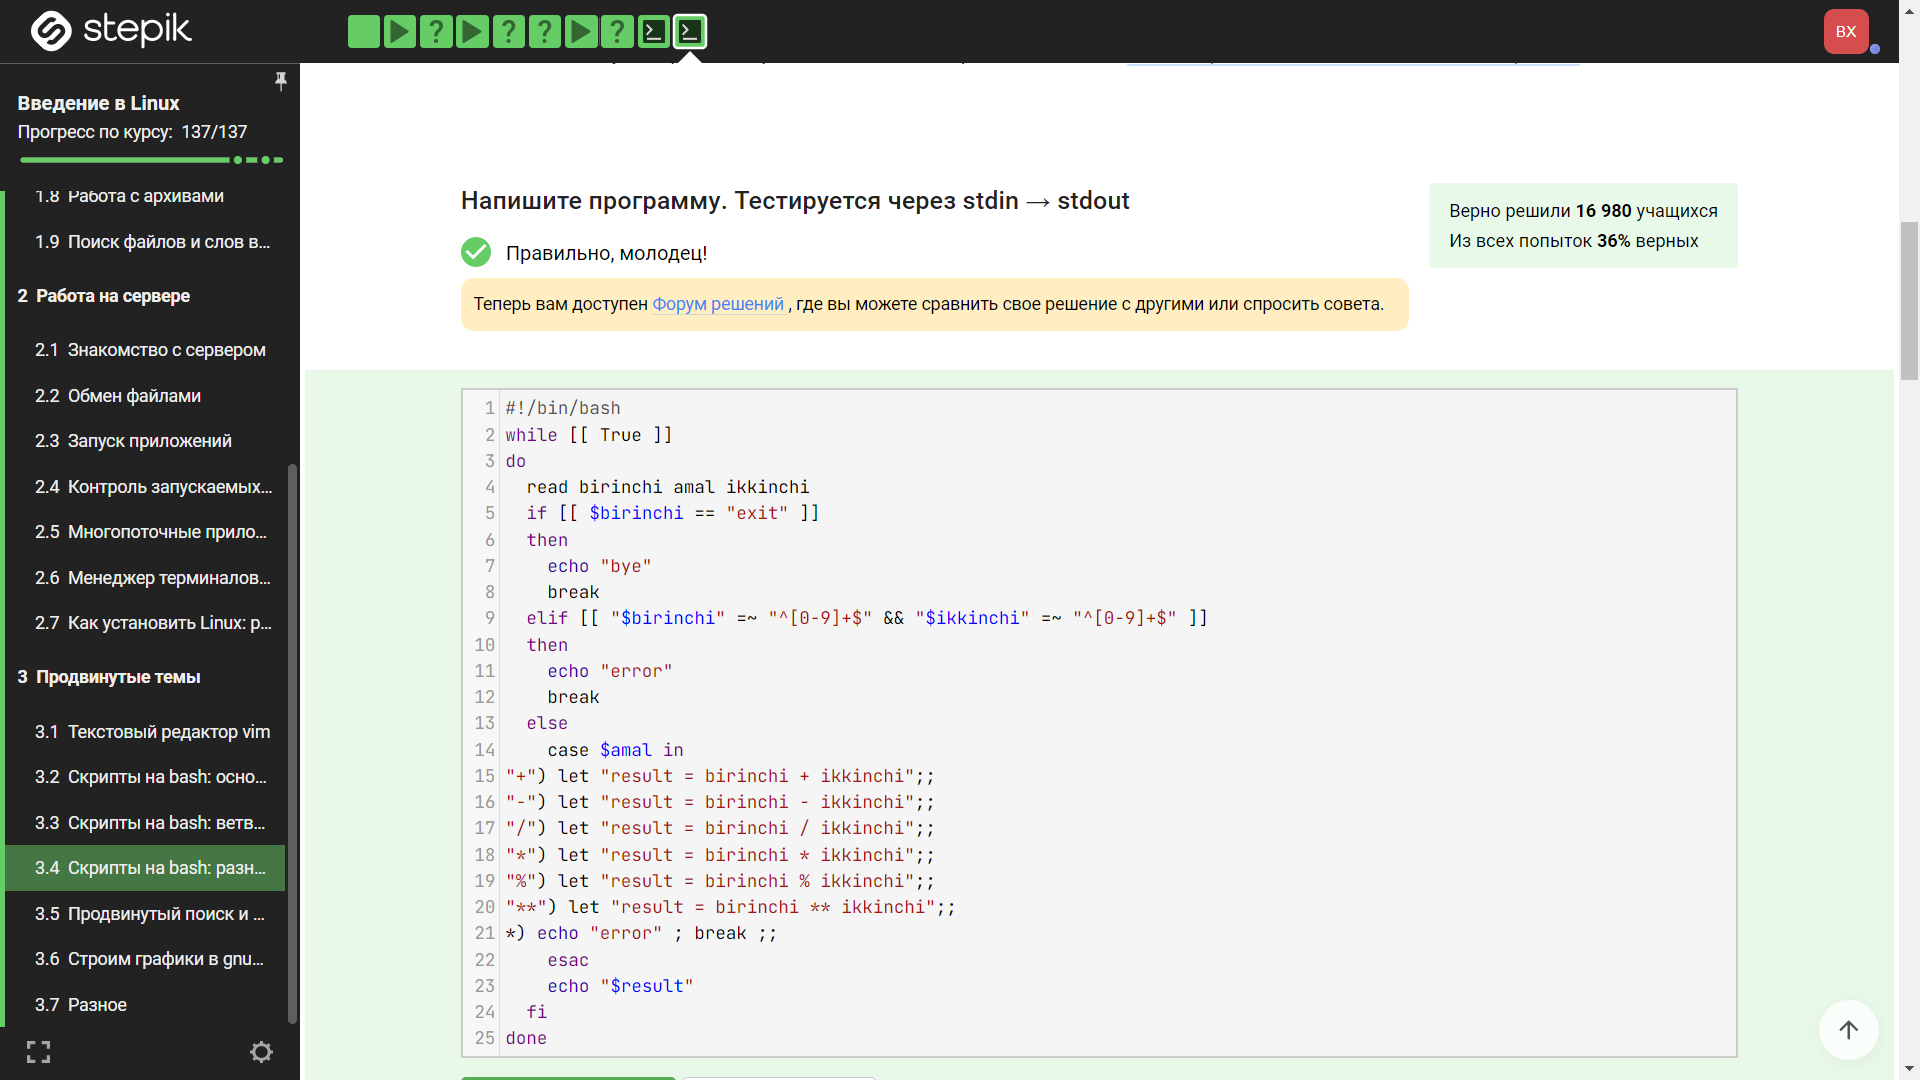 stepik
BX
Введение в Linux
Прогресс по курсу: 137/137
1.8 Работа с архивами
1.9 Поиск файлов и слов в...
2 Работа на сервере
2.1 Знакомство с сервером
2.2 Обмен файлами
2.3 Запуск приложений
2.4 Контроль запускаемых...
2.5 Многопоточные прило...
2.6 Менеджер терминалов...
2.7 Как установить Linux: р...
3 Продвинутые темы
3.1 Текстовый редактор vim
3.2 Скрипты на bash: осно...
3.3 Скрипты на bash: ветв...
3.4 Скрипты на bash: разн...
3.5 Продвинутый поиск и ...
3.6 Строим графики в gnu...
3.7 Разное
Напишите программу. Тестируется через stdin → stdout
Правильно, молодец!
Теперь вам доступен Форум решений , где вы можете сравнить свое решение с другими или спросить совета.
Верно решили 16 980 учащихся
Из всех попыток 36% верных
1 #!/bin/bash
2 while [[ True ]]
3 do
4   read birinchi amal ikkinchi
5   if [[ $birinchi == "exit" ]]
6   then
7     echo "bye"
8     break
9   elif [[ "$birinchi" =~ "^[0-9]+$" && "$ikkinchi" =~ "^[0-9]+$" ]]
10   then
11     echo "error"
12     break
13   else
14     case $amal in
15 "+") let "result = birinchi + ikkinchi";;
16 "-") let "result = birinchi - ikkinchi";;
17 "/") let "result = birinchi / ikkinchi";;
18 "*") let "result = birinchi * ikkinchi";;
19 "%") let "result = birinchi % ikkinchi";;
20 "**") let "result = birinchi ** ikkinchi";;
21 *) echo "error" ; break ;;
22     esac
23     echo "$result"
24   fi
25 done